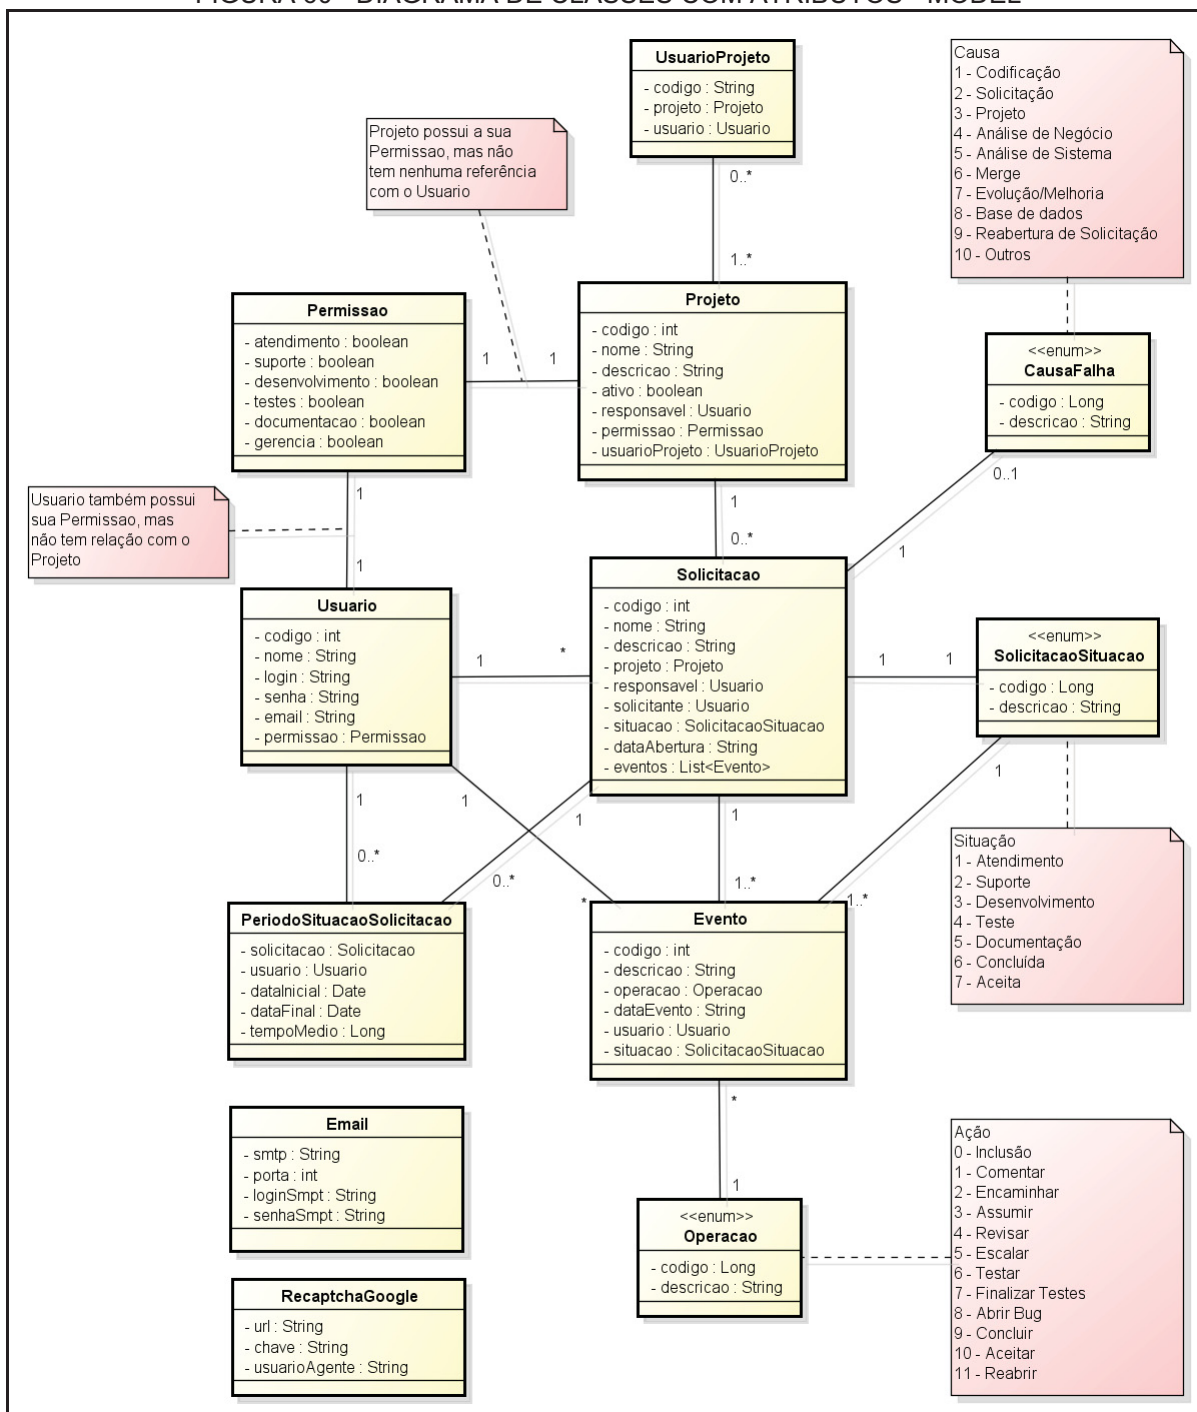 DIAGRAMA DE CLASSES COM ATRIBUTOS - MODEL
UsuarioProjeto
- codigo : String
- projeto : Projeto
- usuario : Usuario
Projeto possui a sua
Permissao, mas não
tem nenhuma referência
com o Usuario
Causa
1 - Codificação
2 - Solicitação
3 - Projeto
4 - Análise de Negócio
5 - Análise de Sistema
6 - Merge
7 - Evolução/Melhoria
8 - Base de dados
9 - Reabertura de Solicitação
10 - Outros
0..*
1..*
Permissao
- atendimento : boolean
- suporte : boolean
- desenvolvimento : boolean
- testes : boolean
- documentacao : boolean
- gerencia : boolean
1
1
Projeto
- codigo : int
- nome : String
- descricao : String
- ativo : boolean
- responsavel : Usuario
- permissao : Permissao
- usuarioProjeto : UsuarioProjeto
<<enum>>
CausaFalha
- codigo : Long
- descricao : String
0..1
1
Usuario também possui
sua Permissao, mas
não tem relação com o
Projeto
1
1
1
0..*
Usuario
- codigo : int
- nome : String
- login : String
- senha : String
- email : String
- permissao : Permissao
1
*
Solicitacao
- codigo : int
- nome : String
- descricao : String
- projeto : Projeto
- responsavel : Usuario
- solicitante : Usuario
- situacao : SolicitacaoSituacao
- dataAbertura : String
- eventos : List<Evento>
1
1
<<enum>>
SolicitacaoSituacao
- codigo : Long
- descricao : String
1
0..*
1
*
1
0..*
1
1..*
1
1..*
Situação
1 - Atendimento
2 - Suporte
3 - Desenvolvimento
4 - Teste
5 - Documentação
6 - Concluída
7 - Aceita
PeriodoSituacaoSolicitacao
- solicitacao : Solicitacao
- usuario : Usuario
- dataInicial : Date
- dataFinal : Date
- tempoMedio : Long
Evento
- codigo : int
- descricao : String
- operacao : Operacao
- dataEvento : String
- usuario : Usuario
- situacao : SolicitacaoSituacao
*
1
Email
- smtp : String
- porta : int
- loginSmpt : String
- senhaSmpt : String
<<enum>>
Operacao
- codigo : Long
- descricao : String
Ação
0 - Inclusão
1 - Comentar
2 - Encaminhar
3 - Assumir
4 - Revisar
5 - Escalar
6 - Testar
7 - Finalizar Testes
8 - Abrir Bug
9 - Concluir
10 - Aceitar
11 - Reabrir
RecaptchaGoogle
- url : String
- chave : String
- usuarioAgente : String